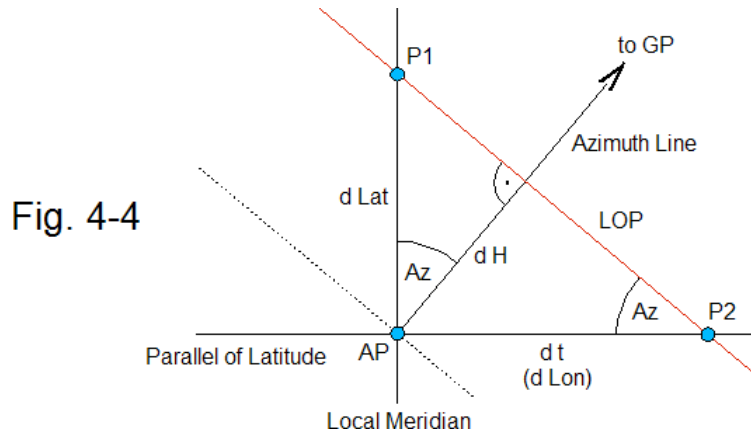 to GP
P1
Azimuth Line
d Lat
Fig. 4-4
LOP
Az
d H
Az
P2
Parallel of Latitude
AP
d t
(d Lon)
Local Meridian